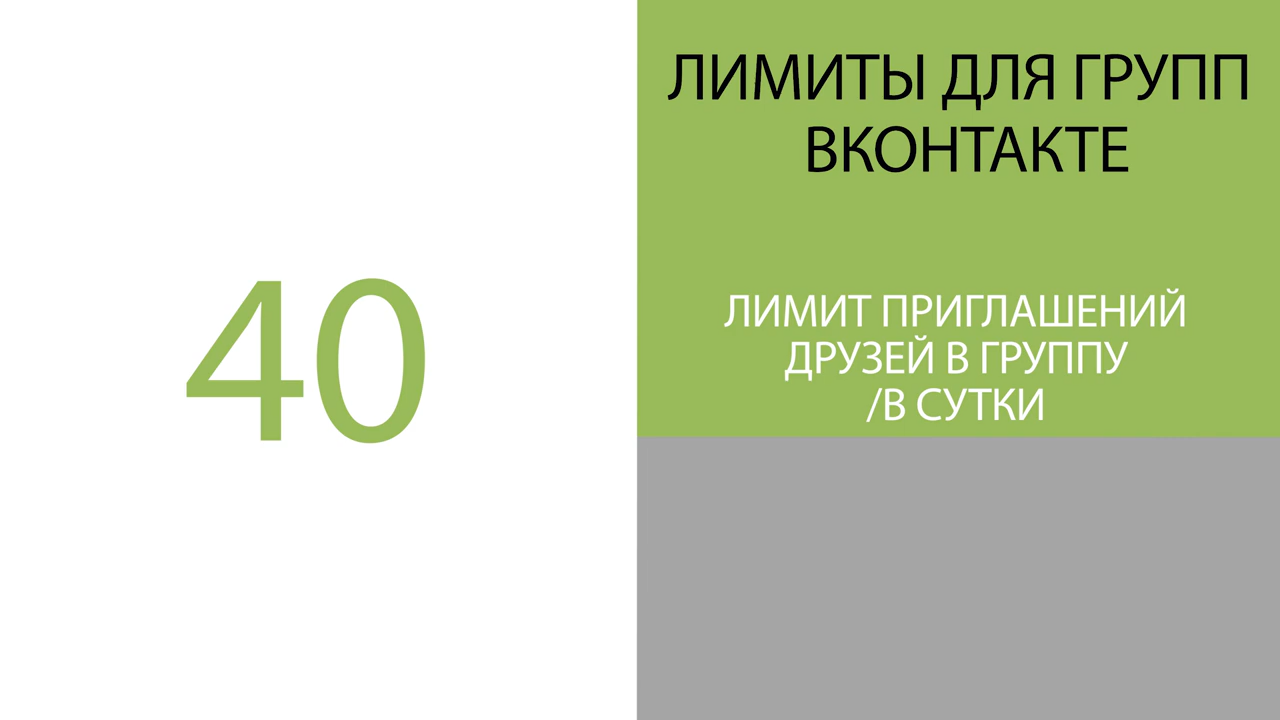 40
ЛИМИТЫ ДЛЯ ГРУПП
ВКОНТАКТЕ
ЛИМИТ ПРИГЛАШЕНИЙ
ДРУЗЕЙ В ГРУППУ
/В СУТКИ